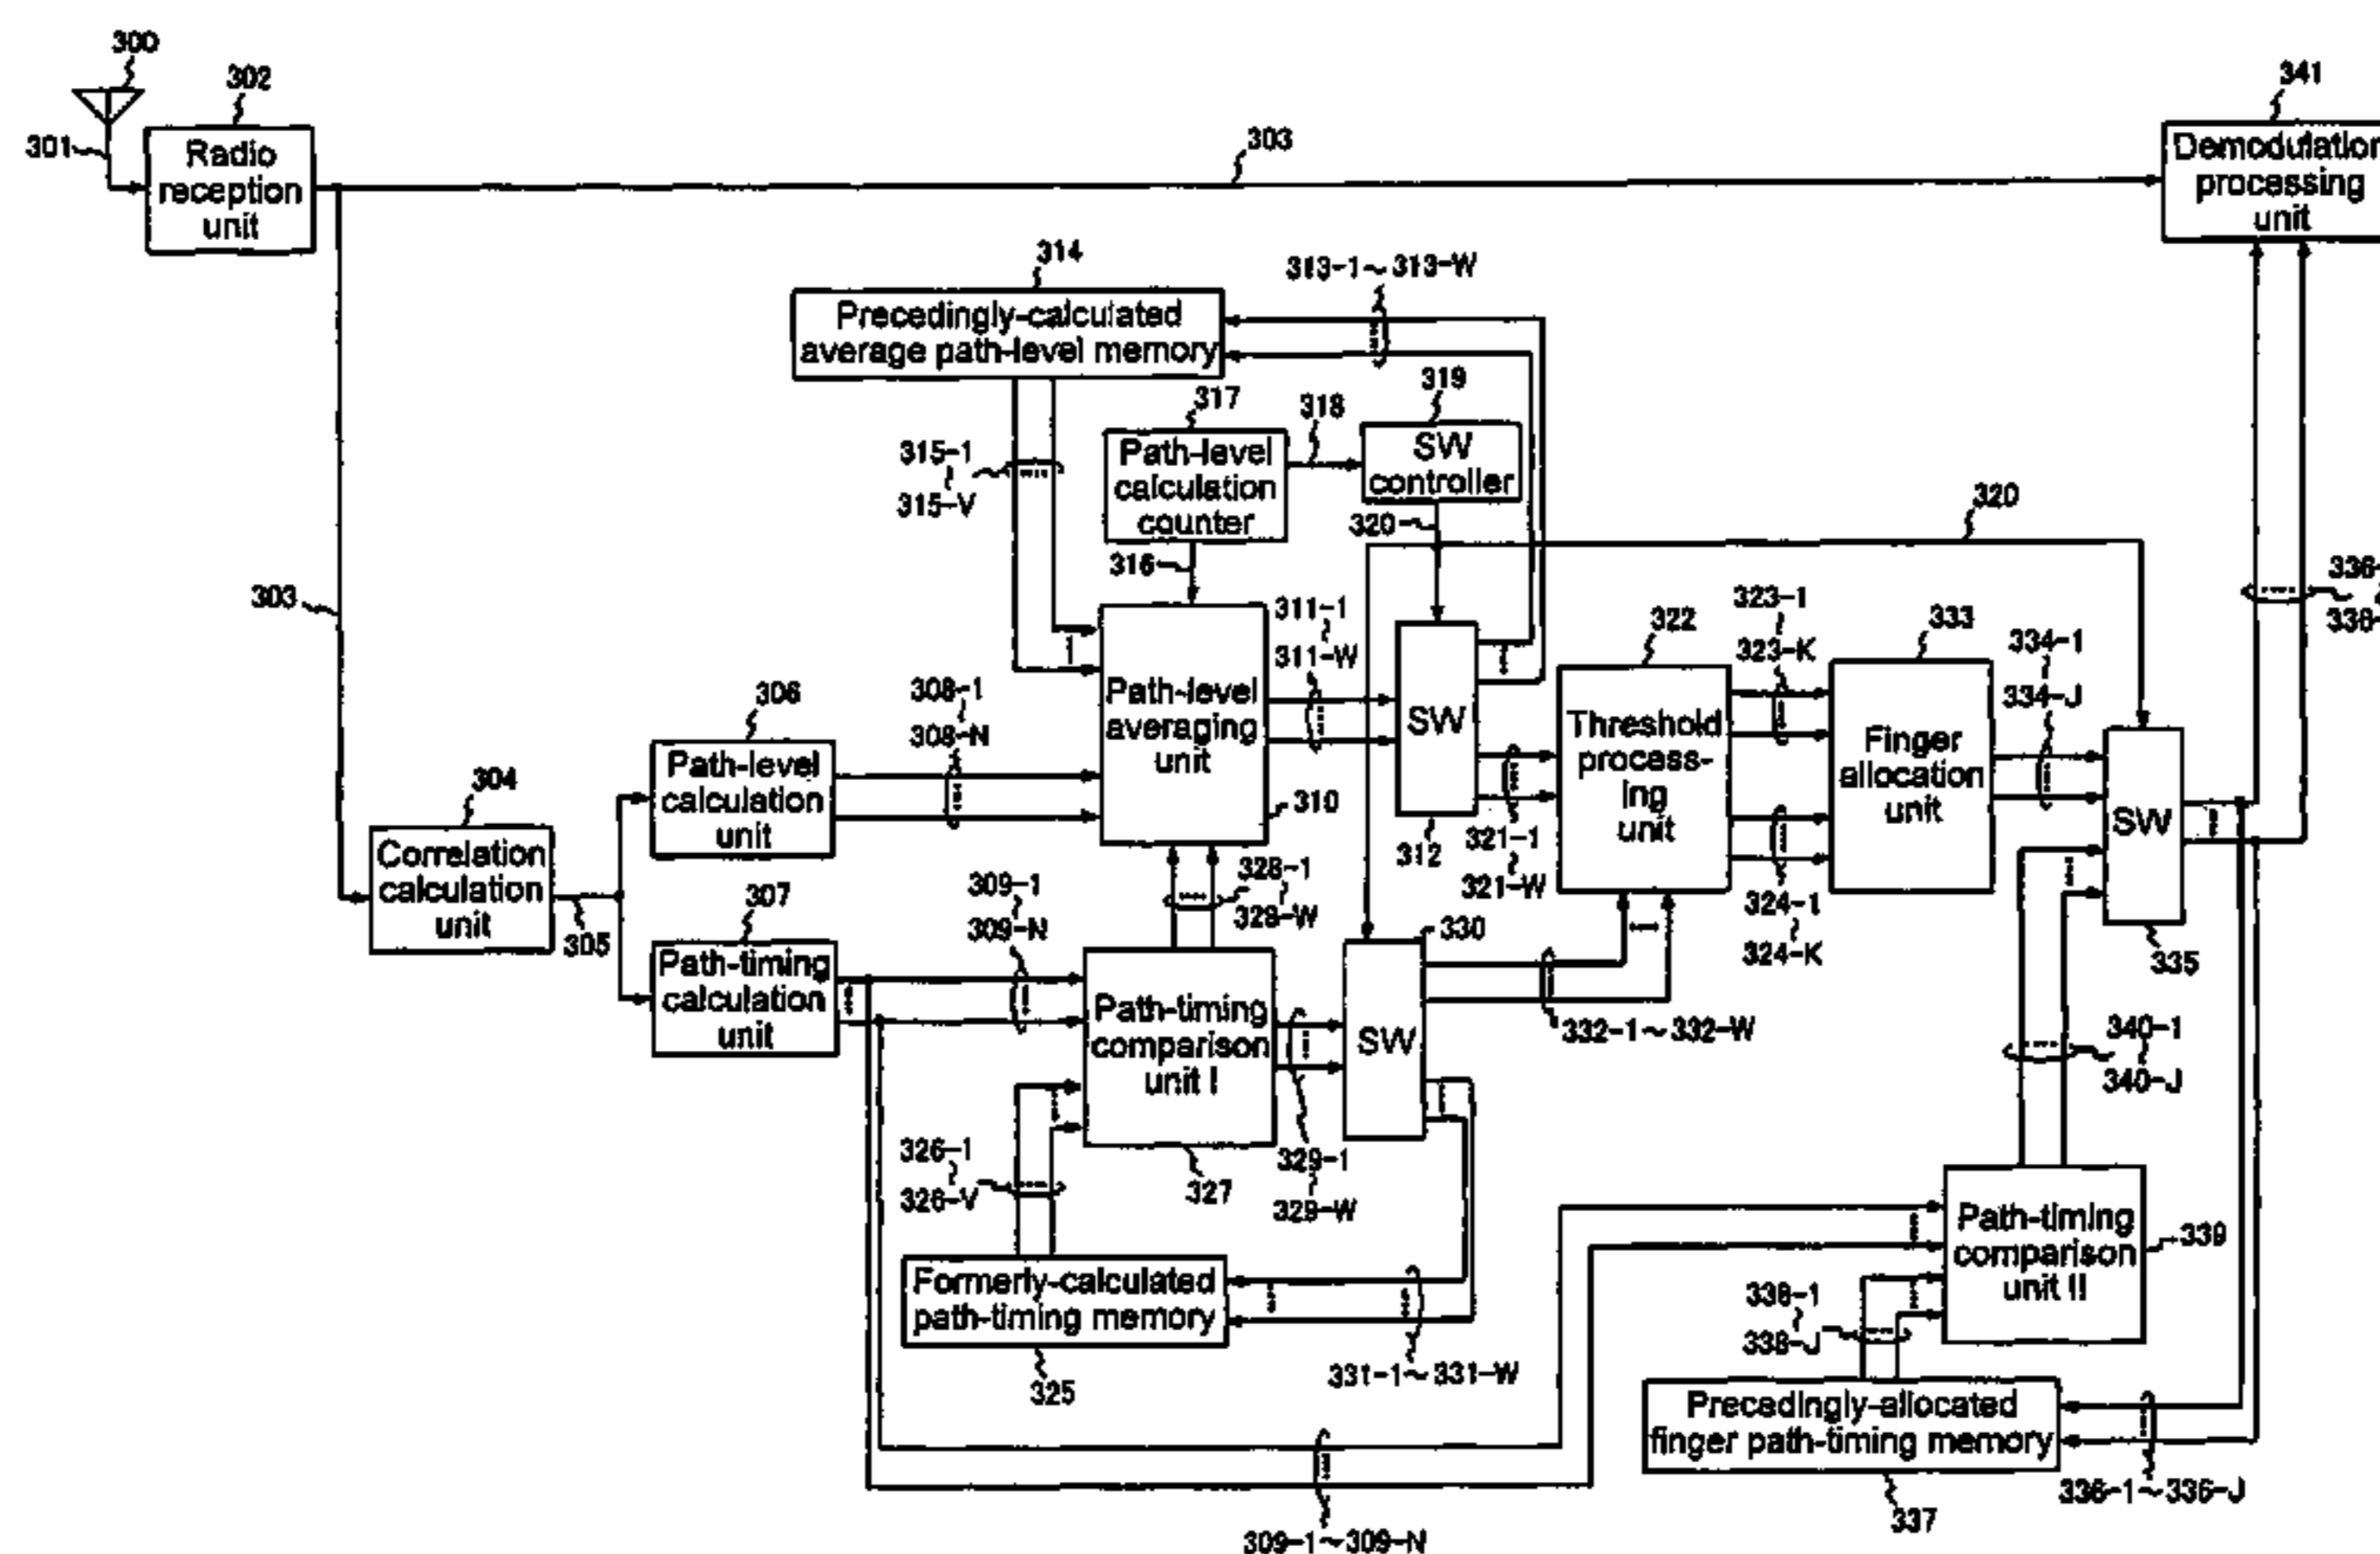 300
302
301
Radio
reception
unit
303
341
Demodulation
processing
unit
314
313-1~313-W
Precedingly-calculated
average path-level memory
317
318
319
315-1
~
315-V
Path-level
calculation
counter
SW
controller
316
320
320
303
336-
336-
311-1
~
311-W
323-1
~
323-K
322
333
334-1
~
334-J
306
308-1
~
308-N
Path-level
calculation
unit
Path-level
averaging
unit
310
SW
312
321-1
~
321-W
Threshold
process-
ing
unit
Finger
allocation
unit
SW
335
304
Correlation
calculation
unit
305
307
309-1
~
309-N
328-1
~
328-W
324-1
~
324-K
330
Path-timing
calculation
unit
Path-timing
comparison
unit I
327
SW
332-1~332-W
340-1
~
340-J
326-1
~
326-V
329-1
~
329-W
Path-timing
comparison
unit II
339
Formerly-calculated
path-timing memory
325
331-1~331-W
338-1
~
338-J
Precedingly-allocated
finger path-timing memory
337
336-1~336-J
309-1~309-N